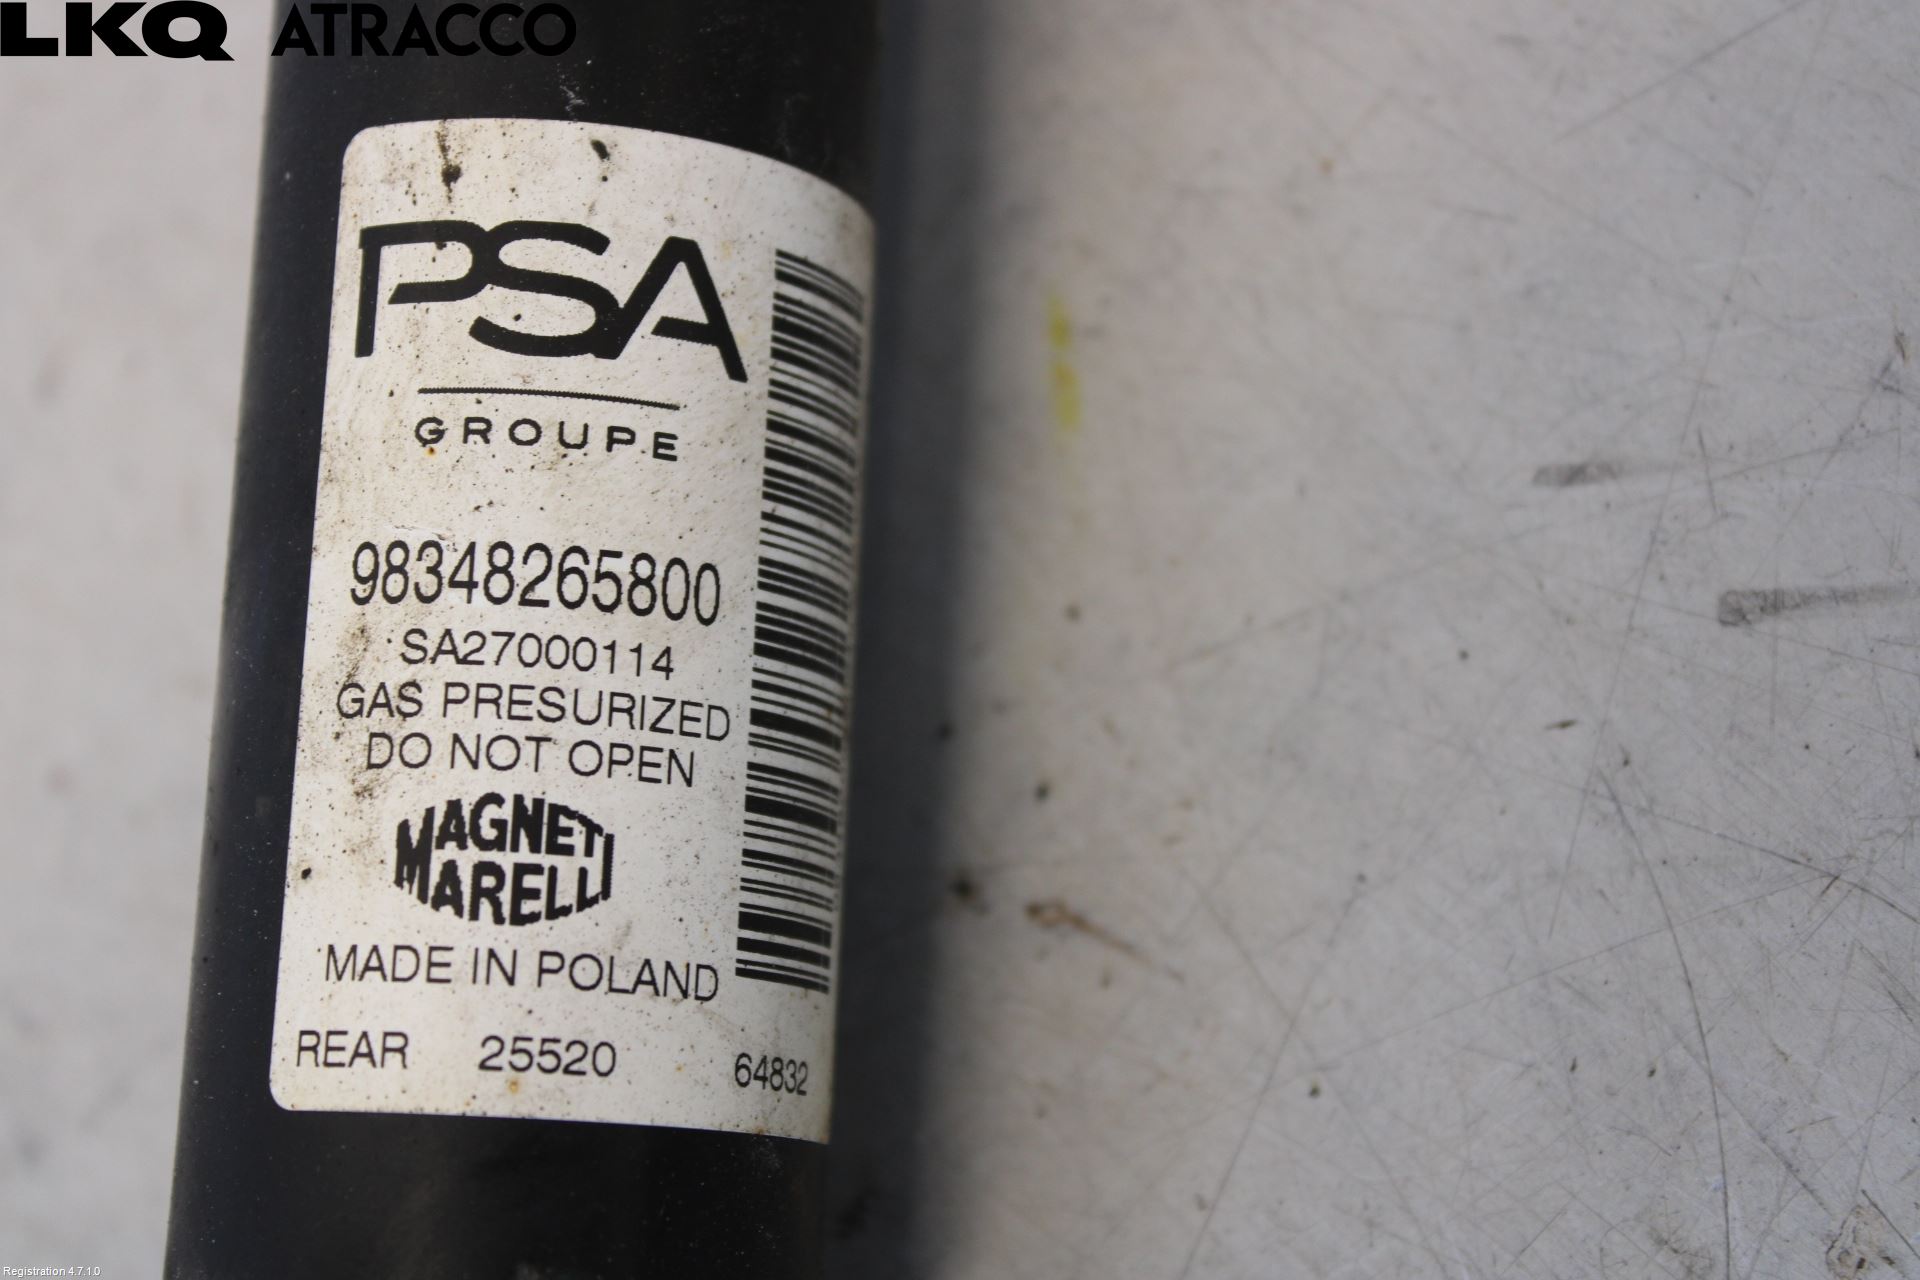 LKQ ATRACCO
PSA
GROUPE
98348265800
SA27000114
GAS PRESURIZED
DO NOT OPEN
MAGNETI
MARELLI
MADE IN POLAND
REAR 25520 64832
Registration 4.7.1.0